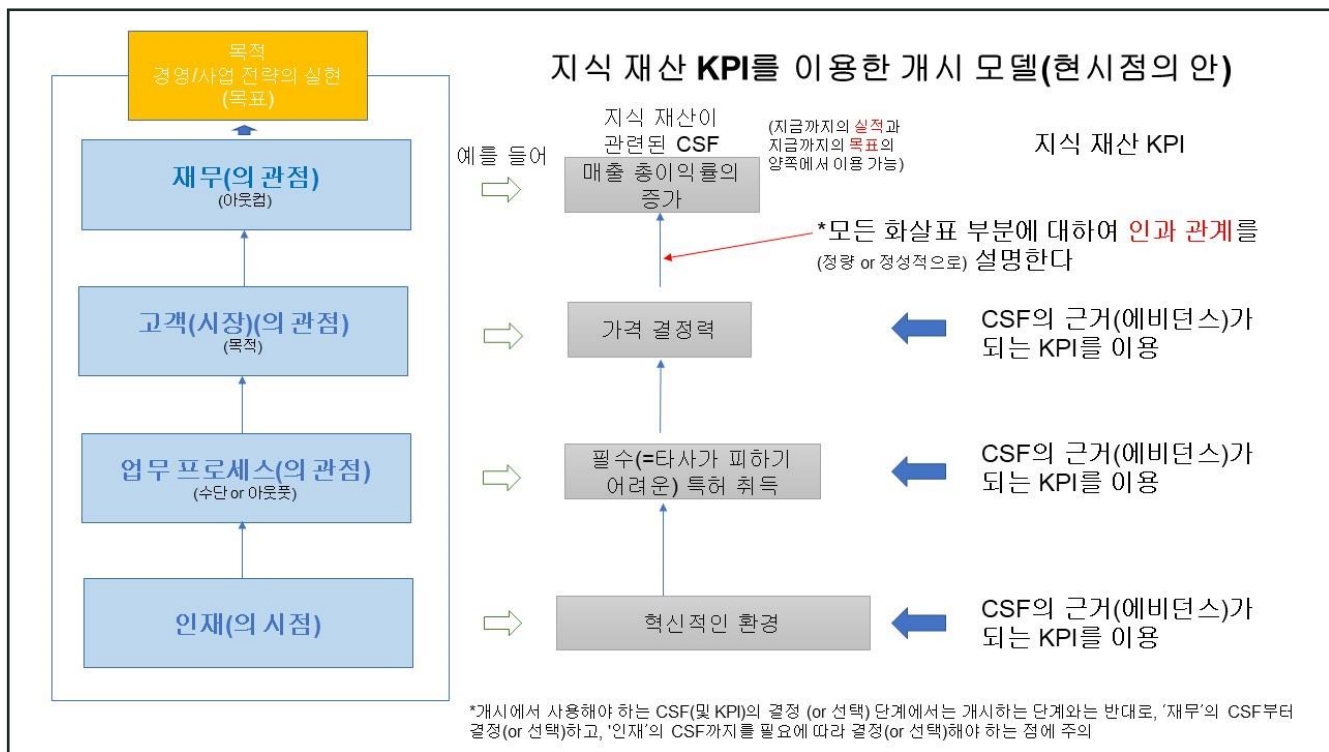 목적
경영/사업 전략의 실현
(목표)
지식 재산 KPI를 이용한 개시 모델(현시점의 안)
재무(의 관점)
(아웃컴)
예를 들어
지식 재산이
관련된 CSF
(지금까지의 실적과
지금까지의 목표의
양쪽에서 이용 가능)
지식 재산 KPI
매출 총이익률의
증가
*모든 화살표 부분에 대하여 인과 관계를
(정량 or 정성적으로) 설명한다
고객(시장)(의 관점)
(목적)
가격 결정력
CSF의 근거(에비던스)가
되는 KPI를 이용
업무 프로세스(의 관점)
(수단 or 아웃풋)
필수(=타사가 피하기
어려운) 특허 취득
CSF의 근거(에비던스)가
되는 KPI를 이용
인재(의 시점)
혁신적인 환경
CSF의 근거(에비던스)가
되는 KPI를 이용
*개시에서 사용해야 하는 CSF(및 KPI)의 결정 (or 선택) 단계에서는 개시하는 단계와는 반대로, '재무'의 CSF부터
결정(or 선택)하고, '인재'의 CSF까지를 필요에 따라 결정(or 선택)해야 하는 점에 주의